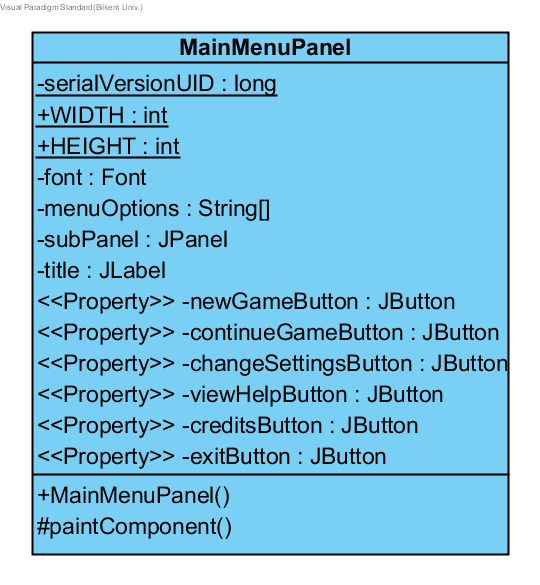 Visual Paradigm Standard(Bilkent Univ.)
MainMenuPanel
-serialVersionUID : long
+WIDTH : int
+HEIGHT : int
-font : Font
-menuOptions : String[]
-subPanel : JPanel
-title : JLabel
<<Property>> -newGameButton : JButton
<<Property>> -continueGameButton : JButton
<<Property>> -changeSettingsButton : JButton
<<Property>> -viewHelpButton : JButton
<<Property>> -creditsButton : JButton
<<Property>> -exitButton : JButton
+MainMenuPanel()
#paintComponent()